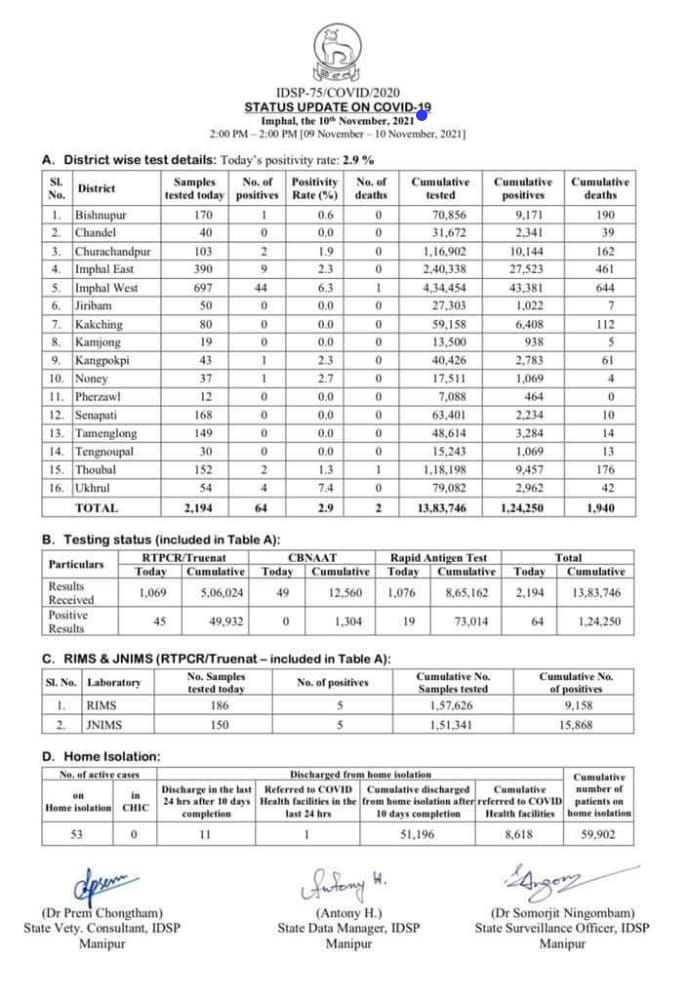 IDSP-75/COVID/2020
STATUS UPDATE ON COVID-19
Imphal, the 10th November, 2021
2:00 PM – 2:00 PM [09 November – 10 November, 2021]
A. District wise test details: Today's positivity rate: 2.9 %
Sl. No. District Samples tested today No. of positives Positivity Rate (%) No. of deaths Cumulative tested Cumulative positives Cumulative deaths
1. Bishnupur 170 1 0.6 0 70,856 9,171 190
2. Chandel 40 0 0.0 0 31,672 2,341 39
3. Churachandpur 103 2 1.9 0 1,16,902 10,144 162
4. Imphal East 390 9 2.3 0 2,40,338 27,523 461
5. Imphal West 697 44 6.3 1 4,34,454 43,381 644
6. Jiribam 50 0 0.0 0 27,303 1,022 7
7. Kakching 80 0 0.0 0 59,158 6,408 112
8. Kamjong 19 0 0.0 0 13,500 938 5
9. Kangpokpi 43 1 2.3 0 40,426 2,783 61
10. Noney 37 1 2.7 0 17,511 1,069 4
11. Pherzawl 12 0 0.0 0 7,088 464 0
12. Senapati 168 0 0.0 0 63,401 2,234 10
13. Tamenglong 149 0 0.0 0 48,614 3,284 14
14. Tengnoupal 30 0 0.0 0 15,243 1,069 13
15. Thoubal 152 2 1.3 1 1,18,198 9,457 176
16. Ukhrul 54 4 7.4 0 79,082 2,962 42
TOTAL 2,194 64 2.9 2 13,83,746 1,24,250 1,940
B. Testing status (included in Table A):
Particulars RTPCR/Truenat CBNAAT Rapid Antigen Test Total
Today Cumulative Today Cumulative Today Cumulative Today Cumulative
Results Received 1,069 5,06,024 49 12,560 1,076 8,65,162 2,194 13,83,746
Positive Results 45 49,932 0 1,304 19 73,014 64 1,24,250
C. RIMS & JNIMS (RTPCR/Truenat – included in Table A):
Sl. No. Laboratory No. Samples tested today No. of positives Cumulative No. Samples tested Cumulative No. of positives
1. RIMS 186 5 1,57,626 9,158
2. JNIMS 150 5 1,51,341 15,868
D. Home Isolation:
No. of active cases Discharged from home isolation Cumulative number of patients on home isolation
on Home isolation in CHIC Discharge in the last 24 hrs after 10 days completion Referred to COVID Health facilities in the last 24 hrs Cumulative discharged from home isolation after 10 days completion Cumulative referred to COVID Health facilities
53 0 11 1 51,196 8,618 59,902
Antony H.
(Dr Prem Chongtham) (Antony H.) (Dr Somorjit Ningombam)
State Vety. Consultant, IDSP State Data Manager, IDSP State Surveillance Officer, IDSP
Manipur Manipur Manipur